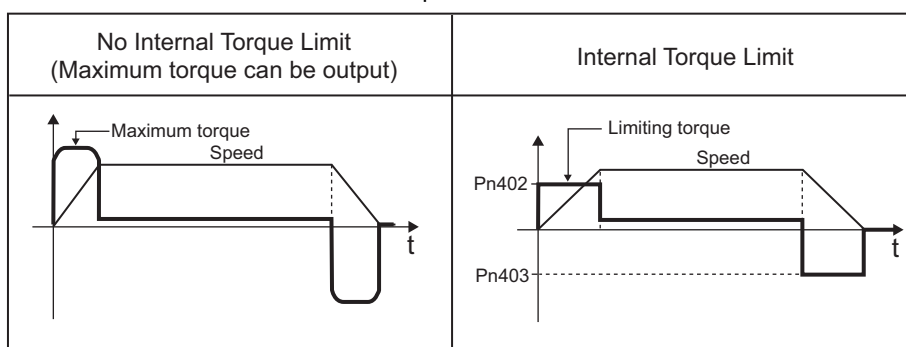 No Internal Torque Limit
(Maximum torque can be output)
Internal Torque Limit
Maximum torque
Speed
t
Limiting torque
Speed
Pn402
t
Pn403